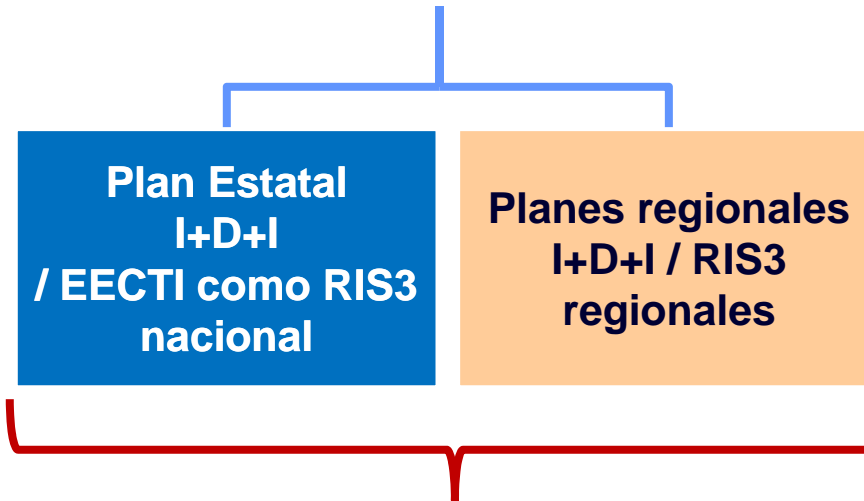 Plan Estatal
I+D+I
/ EECTI como RIS3
nacional
Planes regionales
I+D+I / RIS3
regionales